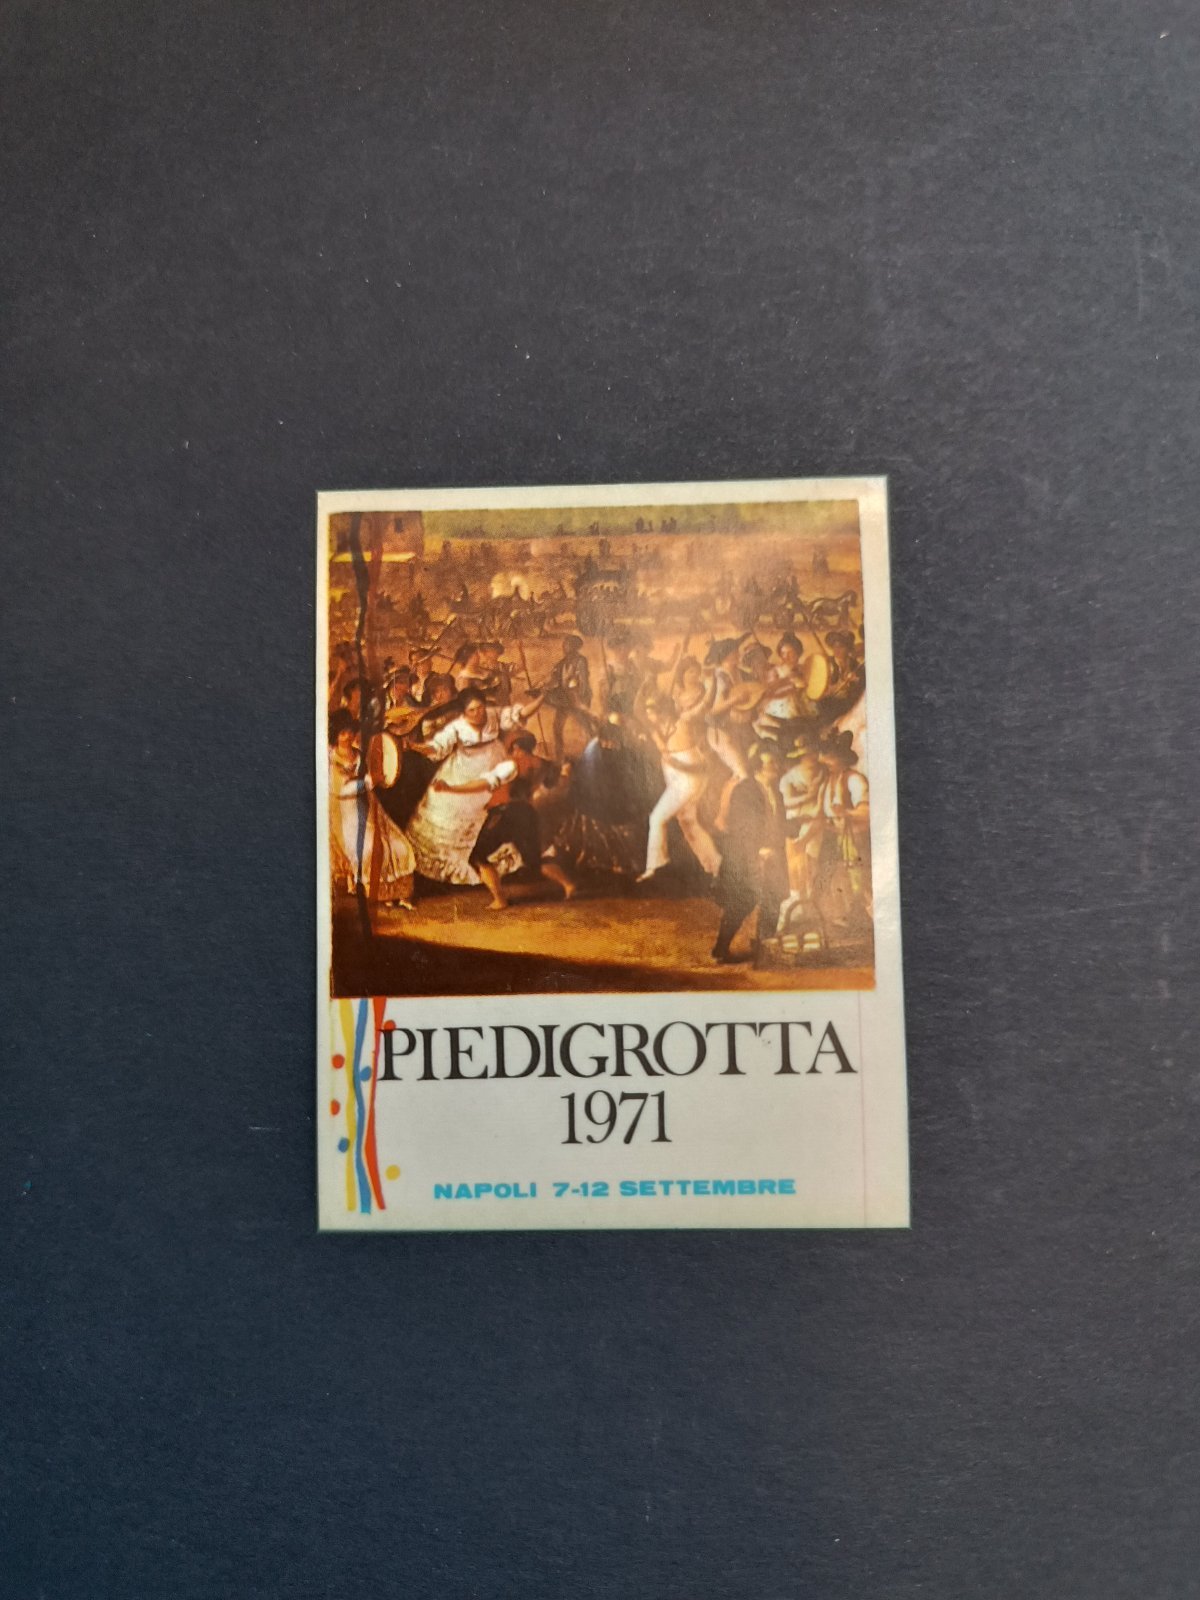 PIEDIGROTTA
1971
NAPOLI 7-12 SETTEMBRE